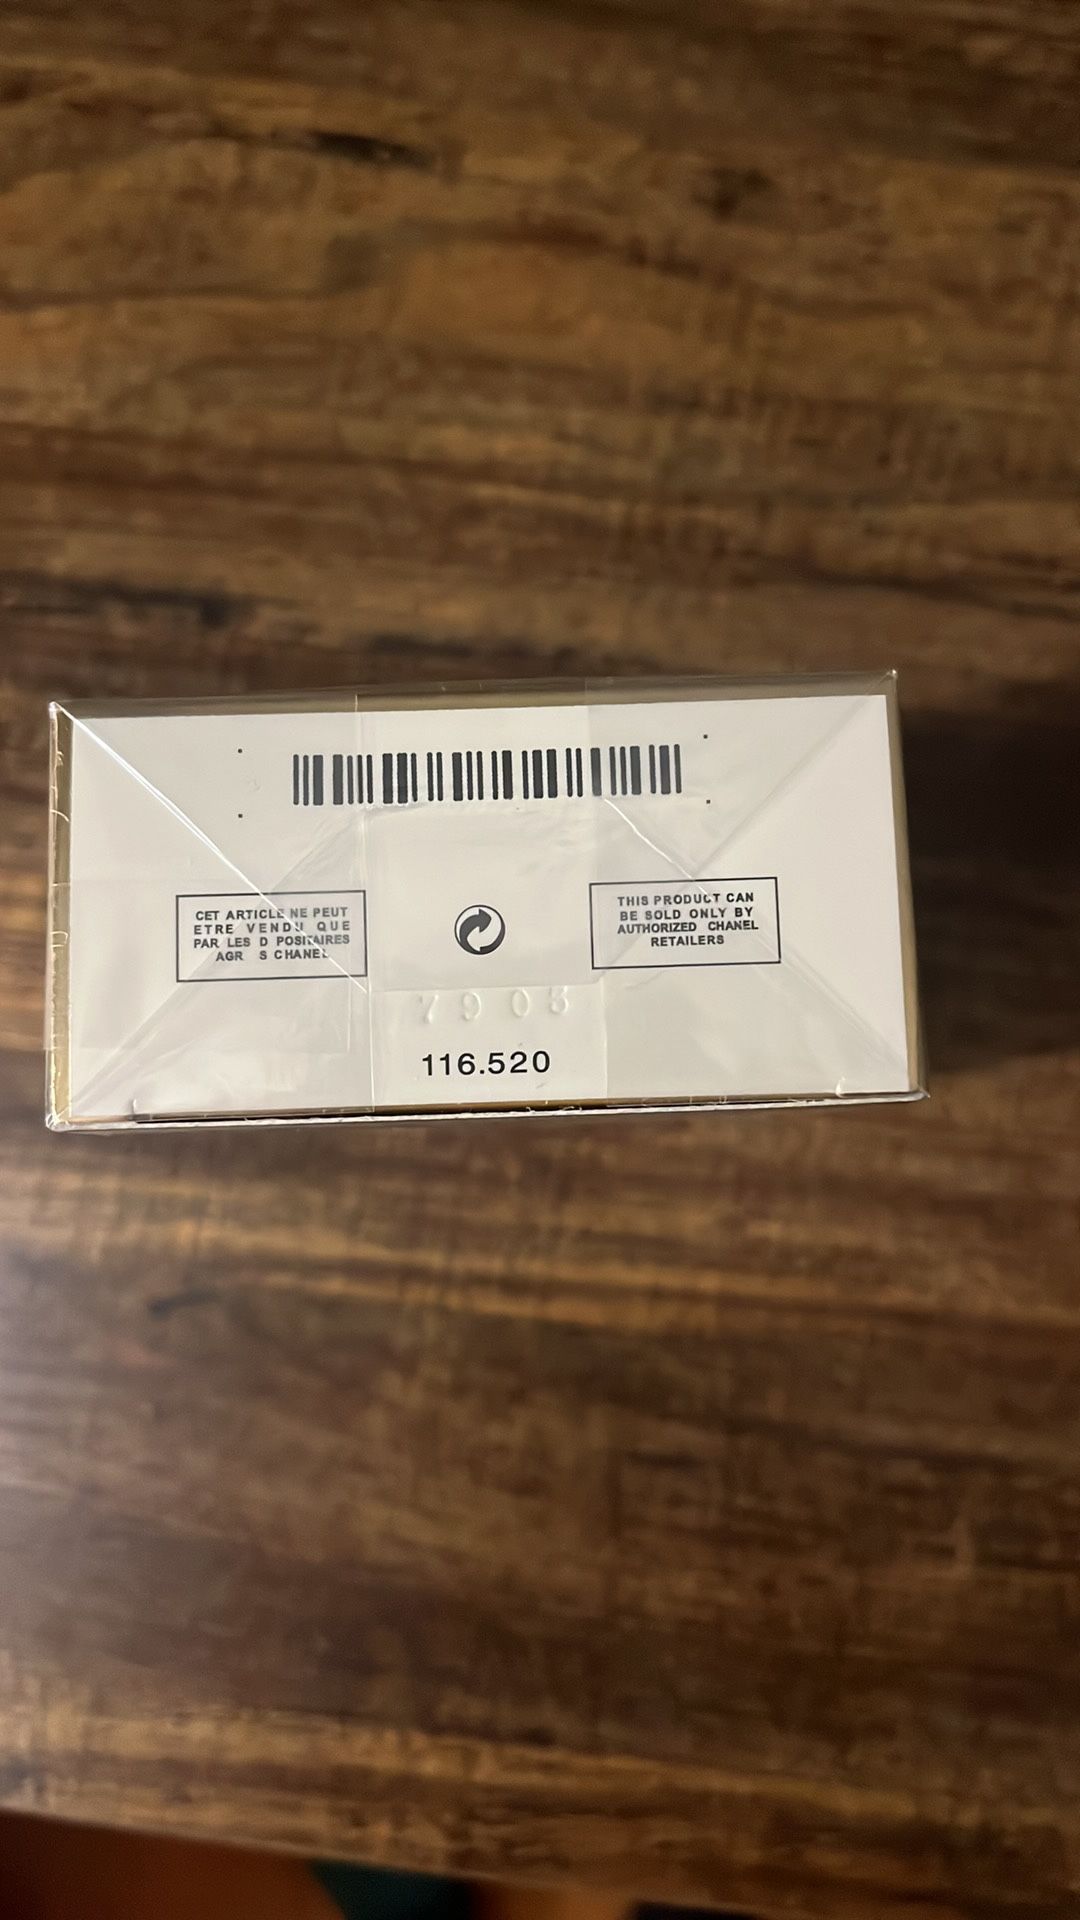 CET ARTICLE NE PEUT
ETRE VENDU QUE
PAR LES D POSITAIRES
AGR S CHANEL
THIS PRODUCT CAN
BE SOLD ONLY BY
AUTHORIZED CHANEL
RETAILERS
7903
116.520